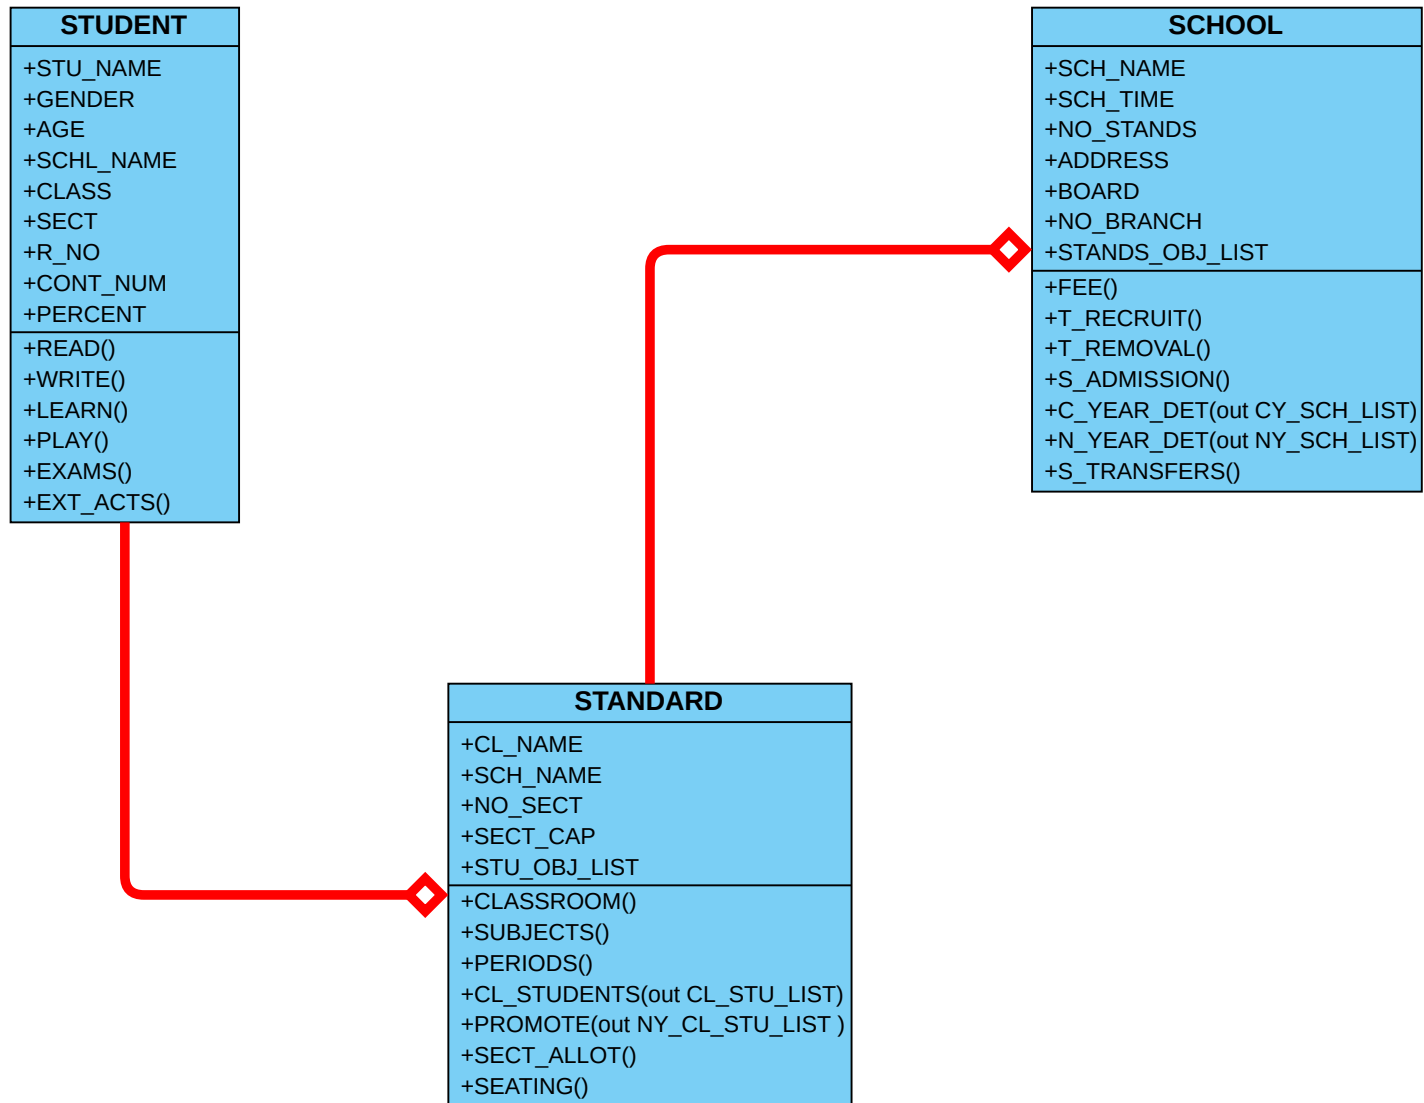 STUDENT
+STU_NAME
+GENDER
+AGE
+SCHL_NAME
+CLASS
+SECT
+R_NO
+CONT_NUM
+PERCENT
+READ()
+WRITE()
+LEARN()
+PLAY()
+EXAMS()
+EXT_ACTS()
SCHOOL
+SCH_NAME
+SCH_TIME
+NO_STANDS
+ADDRESS
+BOARD
+NO_BRANCH
+STANDS_OBJ_LIST
+FEE()
+T_RECRUIT()
+T_REMOVAL()
+S_ADMISSION()
+C_YEAR_DET(out CY_SCH_LIST)
+N_YEAR_DET(out NY_SCH_LIST)
+S_TRANSFERS()
STANDARD
+CL_NAME
+SCH_NAME
+NO_SECT
+SECT_CAP
+STU_OBJ_LIST
+CLASSROOM()
+SUBJECTS()
+PERIODS()
+CL_STUDENTS(out CL_STU_LIST)
+PROMOTE(out NY_CL_STU_LIST )
+SECT_ALLOT()
+SEATING()